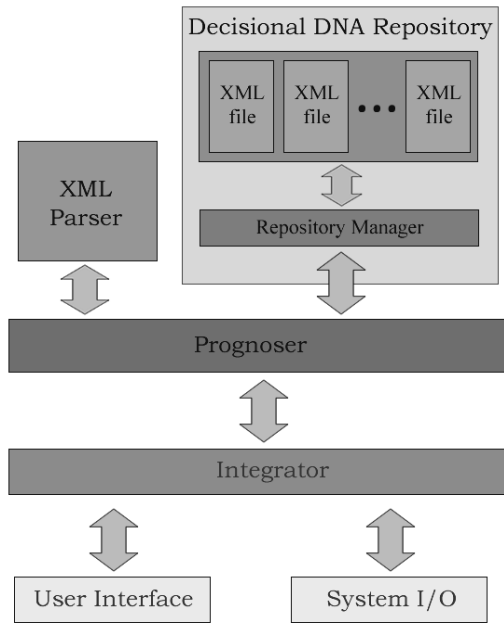 Decisional DNA Repository
XML
file
XML
file
XML
file
XML
Parser
Repository Manager
Prognoser
Integrator
User Interface
System I/O